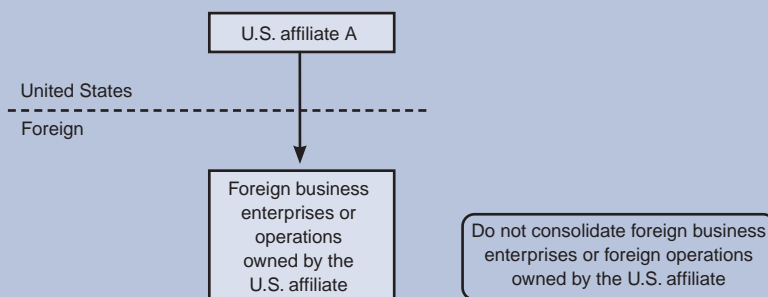 U.S. affiliate A
United States
Foreign
Foreign business
enterprises or
operations
owned by the
U.S. affiliate
Do not consolidate foreign business
enterprises or foreign operations
owned by the U.S. affiliate